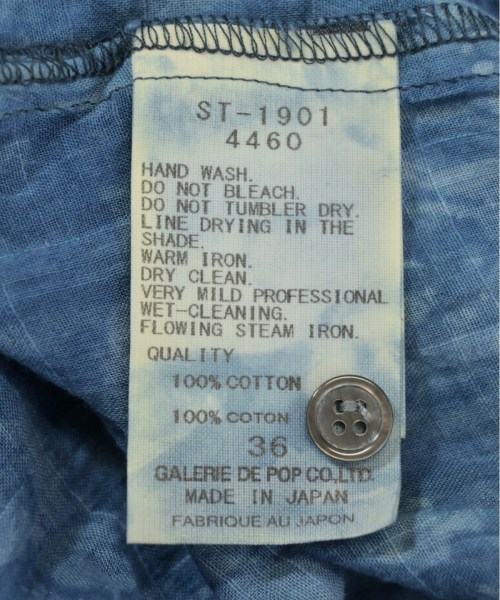 ST-1901
4460
HAND WASH.
DO NOT BLEACH.
DO NOT TUMBLER DRY.
LINE DRYING IN THE
SHADE.
WARM IRON.
DRY CLEAN.
VERY MILD PROFESSIONAL
WET-CLEANING.
FLOWING STEAM IRON.
QUALITY
100% COTTON
100% COTON
36
GALERIE DE POP CO.,LTD.
MADE IN JAPAN
FABRIQUE AU JAPON